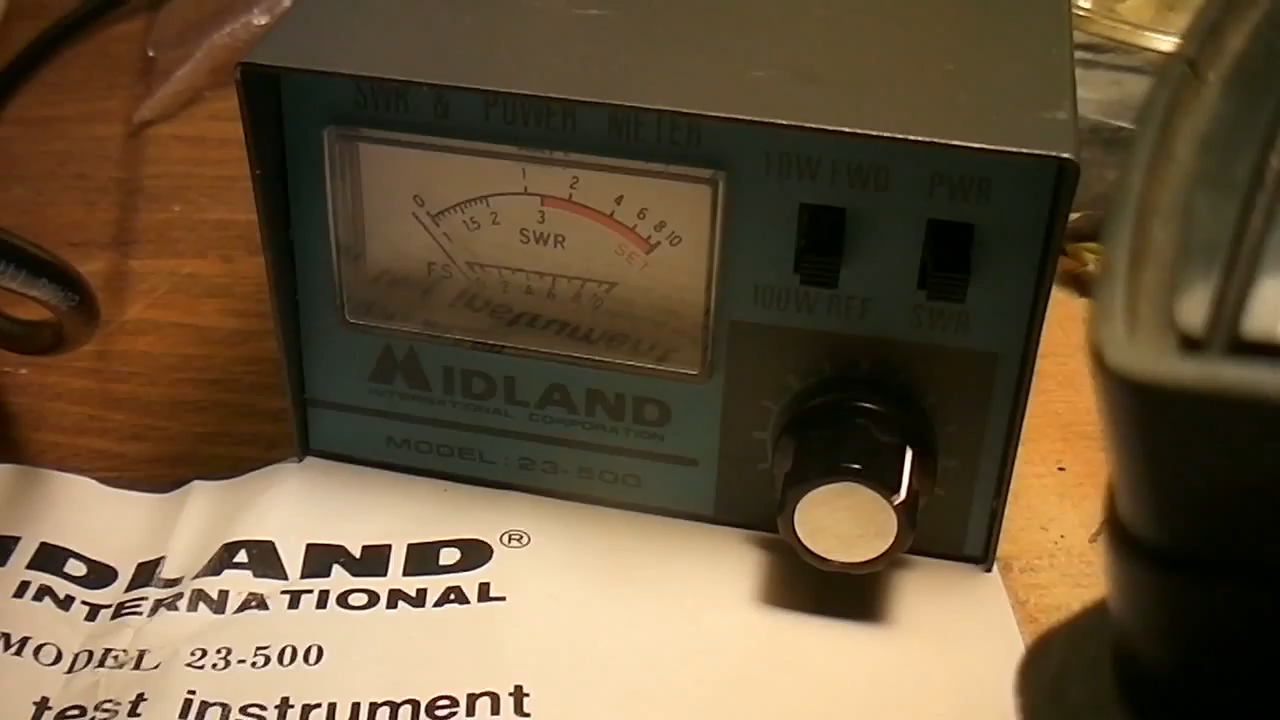 SWR & POWER METER
10W FWD PWR
0 1 2 4 6 8 10
1.5 2 3
SWR SET
FS
100W REF SWR
MIDLAND
INTERNATIONAL CORPORATION
MODEL: 23-500
IDLAND®
INTERNATIONAL
MODEL 23-500
test instrument